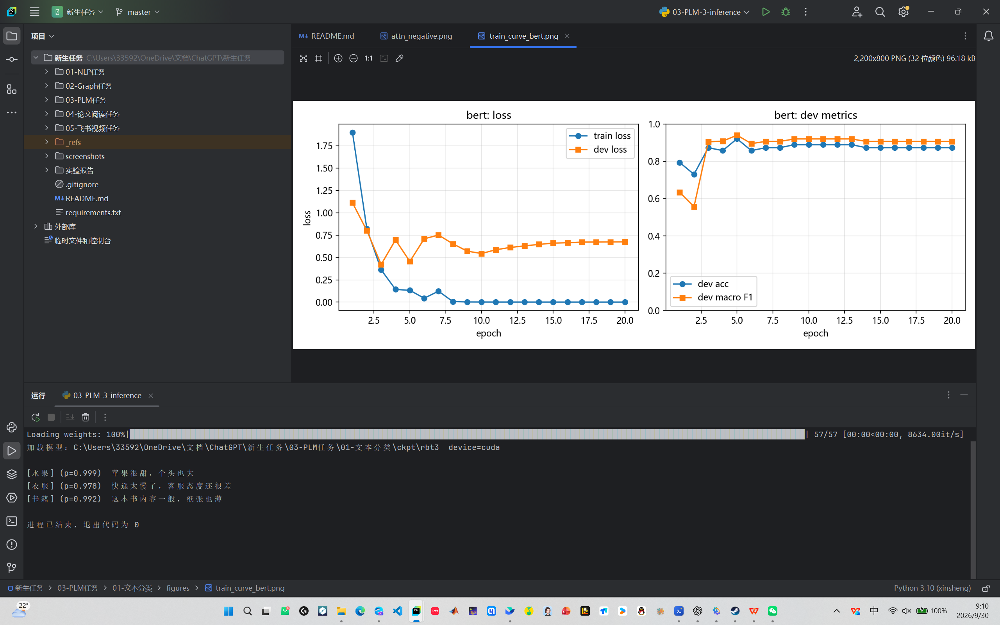 新生任务 master 03-PLM-3-inference
项目
README.md attn_negative.png train_curve_bert.png
新生任务 C:\Users\33592\OneDrive\文档\ChatGPT\新生任务
1:1 2,200x800 PNG (32 位颜色) 96.18 kB
01-NLP任务
02-Graph任务
03-PLM任务
04-论文阅读任务
05-飞书视频任务
_refs
screenshots
实验报告
.gitignore
README.md
requirements.txt
外部库
临时文件和控制台
bert: loss
train loss
dev loss
1.75
1.50
1.25
1.00
0.75
0.50
0.25
0.00
loss
2.5 5.0 7.5 10.0 12.5 15.0 17.5 20.0
epoch
bert: dev metrics
1.0
0.8
0.6
0.4
0.2
0.0
dev acc
dev macro F1
2.5 5.0 7.5 10.0 12.5 15.0 17.5 20.0
epoch
运行 03-PLM-3-inference
Loading weights: 100%| | 57/57 [00:00<00:00, 8634.00it/s]
加载模型: C:\Users\33592\OneDrive\文档\ChatGPT\新生任务\03-PLM任务\01-文本分类\ckpt\rbt3 device=cuda
[水果] (p=0.999) 苹果很甜，个头也大
[衣服] (p=0.978) 快递太慢了，客服态度还很差
[书籍] (p=0.992) 这本书内容一般，纸张也薄
进程已结束，退出代码为 0
新生任务 > 03-PLM任务 > 01-文本分类 > figures > train_curve_bert.png Python 3.10 (xinsheng)
22° 中 100% 9:10
2026/9/30